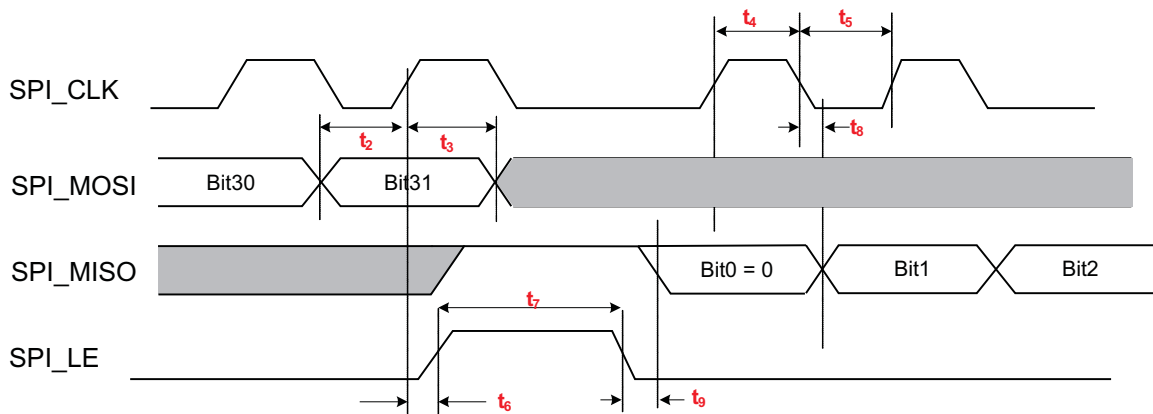 t4 t5
SPI_CLK
t2 t3 t8
SPI_MOSI Bit30 Bit31
SPI_MISO Bit0 = 0 Bit1 Bit2
t7
SPI_LE
t6 t9